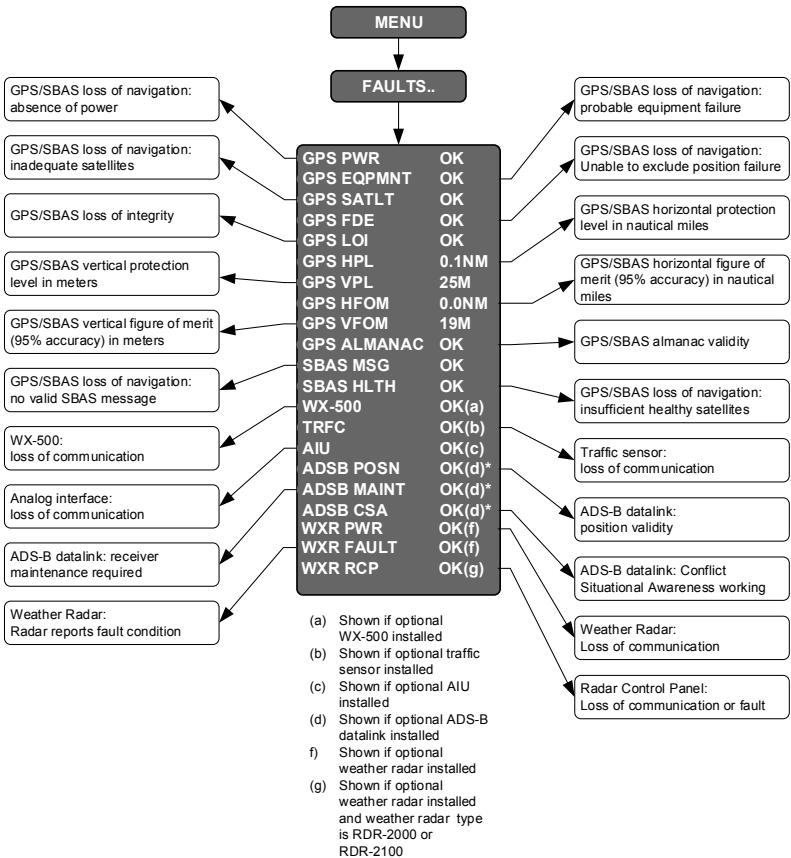 MENU
FAULTS..
GPS/SBAS loss of navigation:
absence of power
GPS/SBAS loss of navigation:
inadequate satellites
GPS/SBAS loss of integrity
GPS/SBAS vertical protection
level in meters
GPS/SBAS vertical figure of merit
(95% accuracy) in meters
GPS/SBAS loss of navigation:
no valid SBAS message
WX-500:
loss of communication
Analog interface:
loss of communication
ADS-B datalink: receiver
maintenance required
Weather Radar:
Radar reports fault condition
GPS PWR OK
GPS EQPMNT OK
GPS SATLT OK
GPS FDE OK
GPS LOI OK
GPS HPL 0.1NM
GPS VPL 25M
GPS HFOM 0.0NM
GPS VFOM 19M
GPS ALMANAC OK
SBAS MSG OK
SBAS HLTH OK
WX-500 OK(a)
TRFC OK(b)
AIU OK(c)
ADSB POSN OK(d)*
ADSB MAINT OK(d)*
ADSB CSA OK(d)*
WXR PWR OK(f)
WXR FAULT OK(f)
WXR RCP OK(g)
GPS/SBAS loss of navigation:
probable equipment failure
GPS/SBAS loss of navigation:
Unable to exclude position failure
GPS/SBAS horizontal protection
level in nautical miles
GPS/SBAS horizontal figure of
merit (95% accuracy) in nautical
miles
GPS/SBAS almanac validity
GPS/SBAS loss of navigation:
insufficient healthy satellites
Traffic sensor:
loss of communication
ADS-B datalink:
position validity
ADS-B datalink: Conflict
Situational Awareness working
Weather Radar:
Loss of communication
Radar Control Panel:
Loss of communication or fault
(a) Shown if optional
WX-500 installed
(b) Shown if optional traffic
sensor installed
(c) Shown if optional AIU
installed
(d) Shown if optional ADS-B
datalink installed
f) Shown if optional
weather radar installed
(g) Shown if optional
weather radar installed
and weather radar type
is RDR-2000 or
RDR-2100